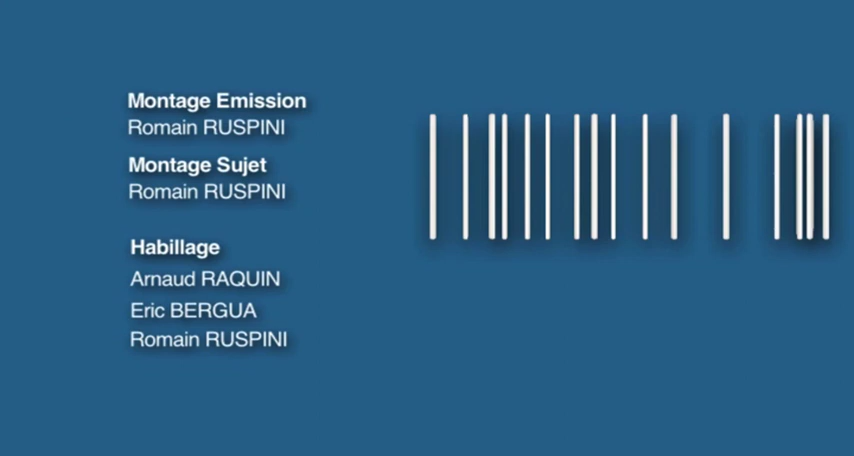 Montage Emission
Romain RUSPINI
Montage Sujet
Romain RUSPINI
Habillage
Arnaud RAQUIN
Eric BERGUA
Romain RUSPINI